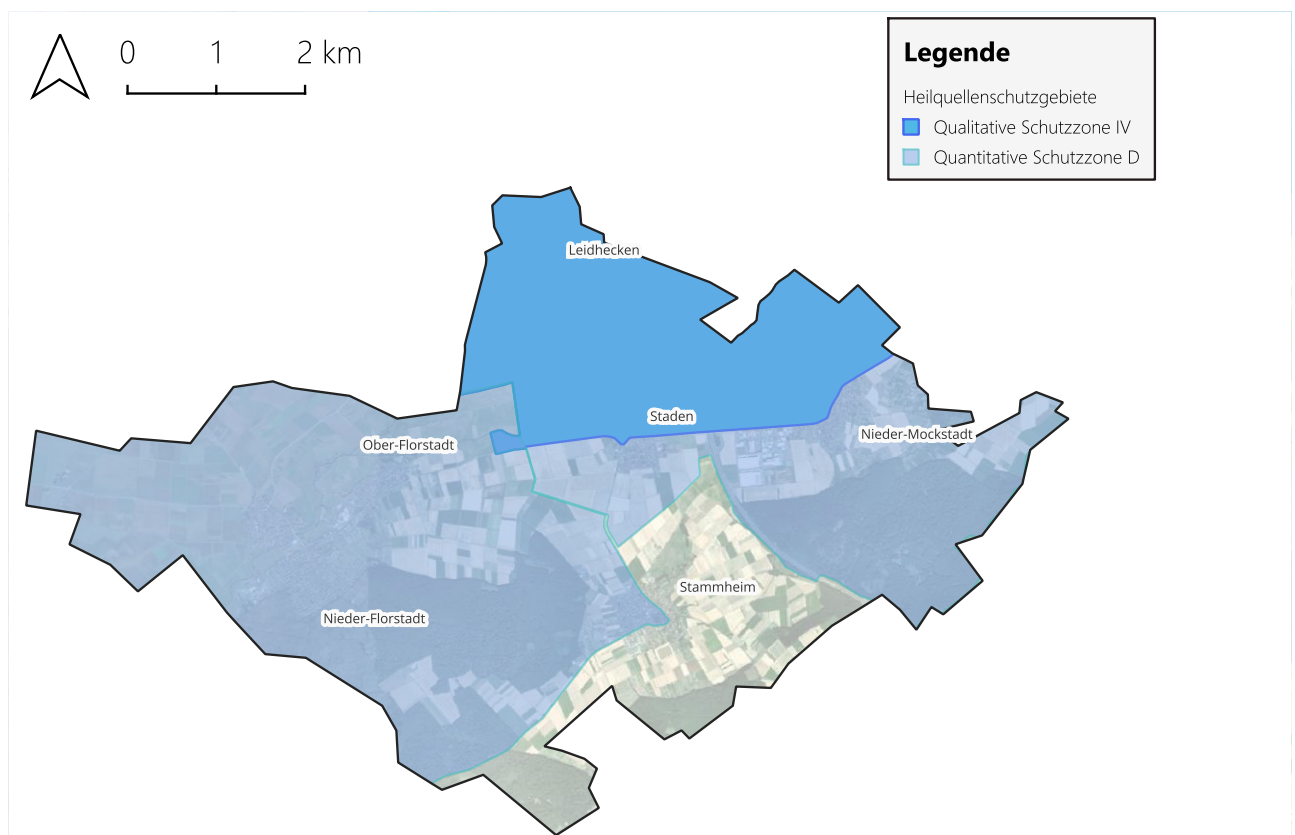 0 1 2 km
Legende
Heilquellenschutzgebiete
Qualitative Schutzzone IV
Quantitative Schutzzone D
Leidhecken
Staden
Ober-Florstadt
Nieder-Mockstadt
Stammheim
Nieder-Florstadt